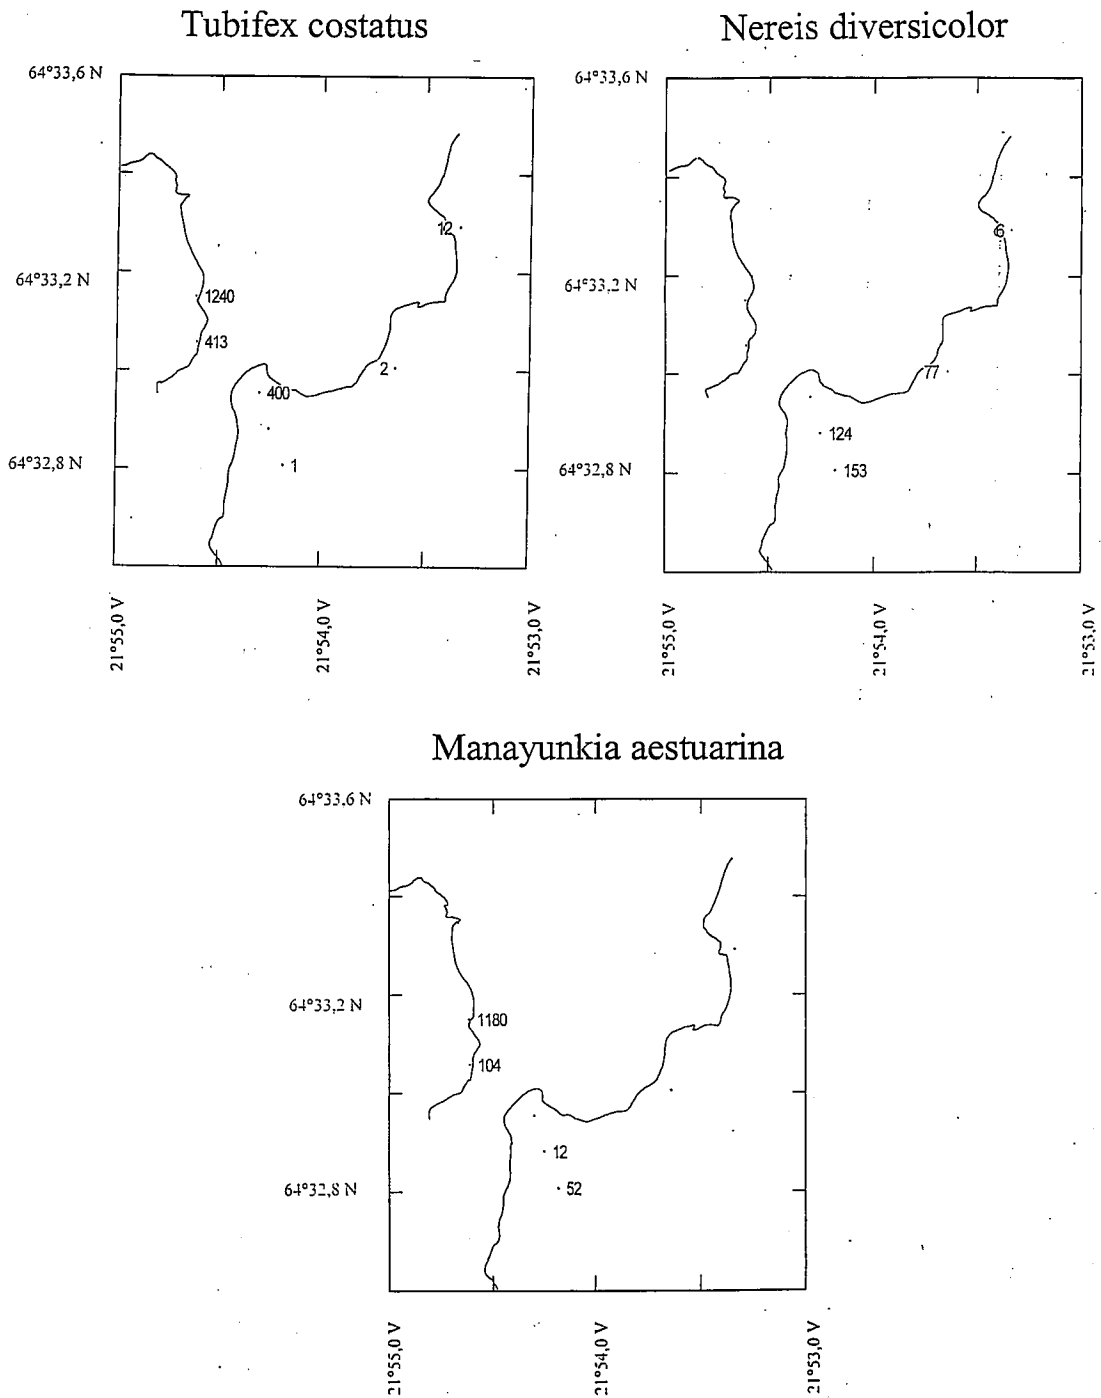 Tubifex costatus
64°33,6 N
12
64°33,2 N
1240
413
2
400
64°32,8 N
1
21°55,0 V
21°54,0 V
21°53,0 V
Nereis diversicolor
64°33,6 N
6
64°33,2 N
77
124
64°32,8 N
153
21°55,0 V
21°54,0 V
21°53,0 V
Manayunkia aestuarina
64°33,6 N
64°33,2 N
1180
104
12
64°32,8 N
52
21°55,0 V
21°54,0 V
21°53,0 V